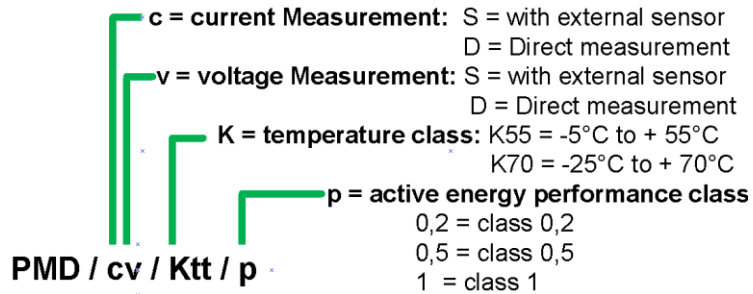 c = current Measurement: S = with external sensor
D = Direct measurement
v = voltage Measurement: S = with external sensor
D = Direct measurement
K = temperature class: K55 = -5°C to + 55°C
K70 = -25°C to + 70°C
p = active energy performance class
0,2 = class 0,2
0,5 = class 0,5
1 = class 1
PMD / cv / Ktt / p